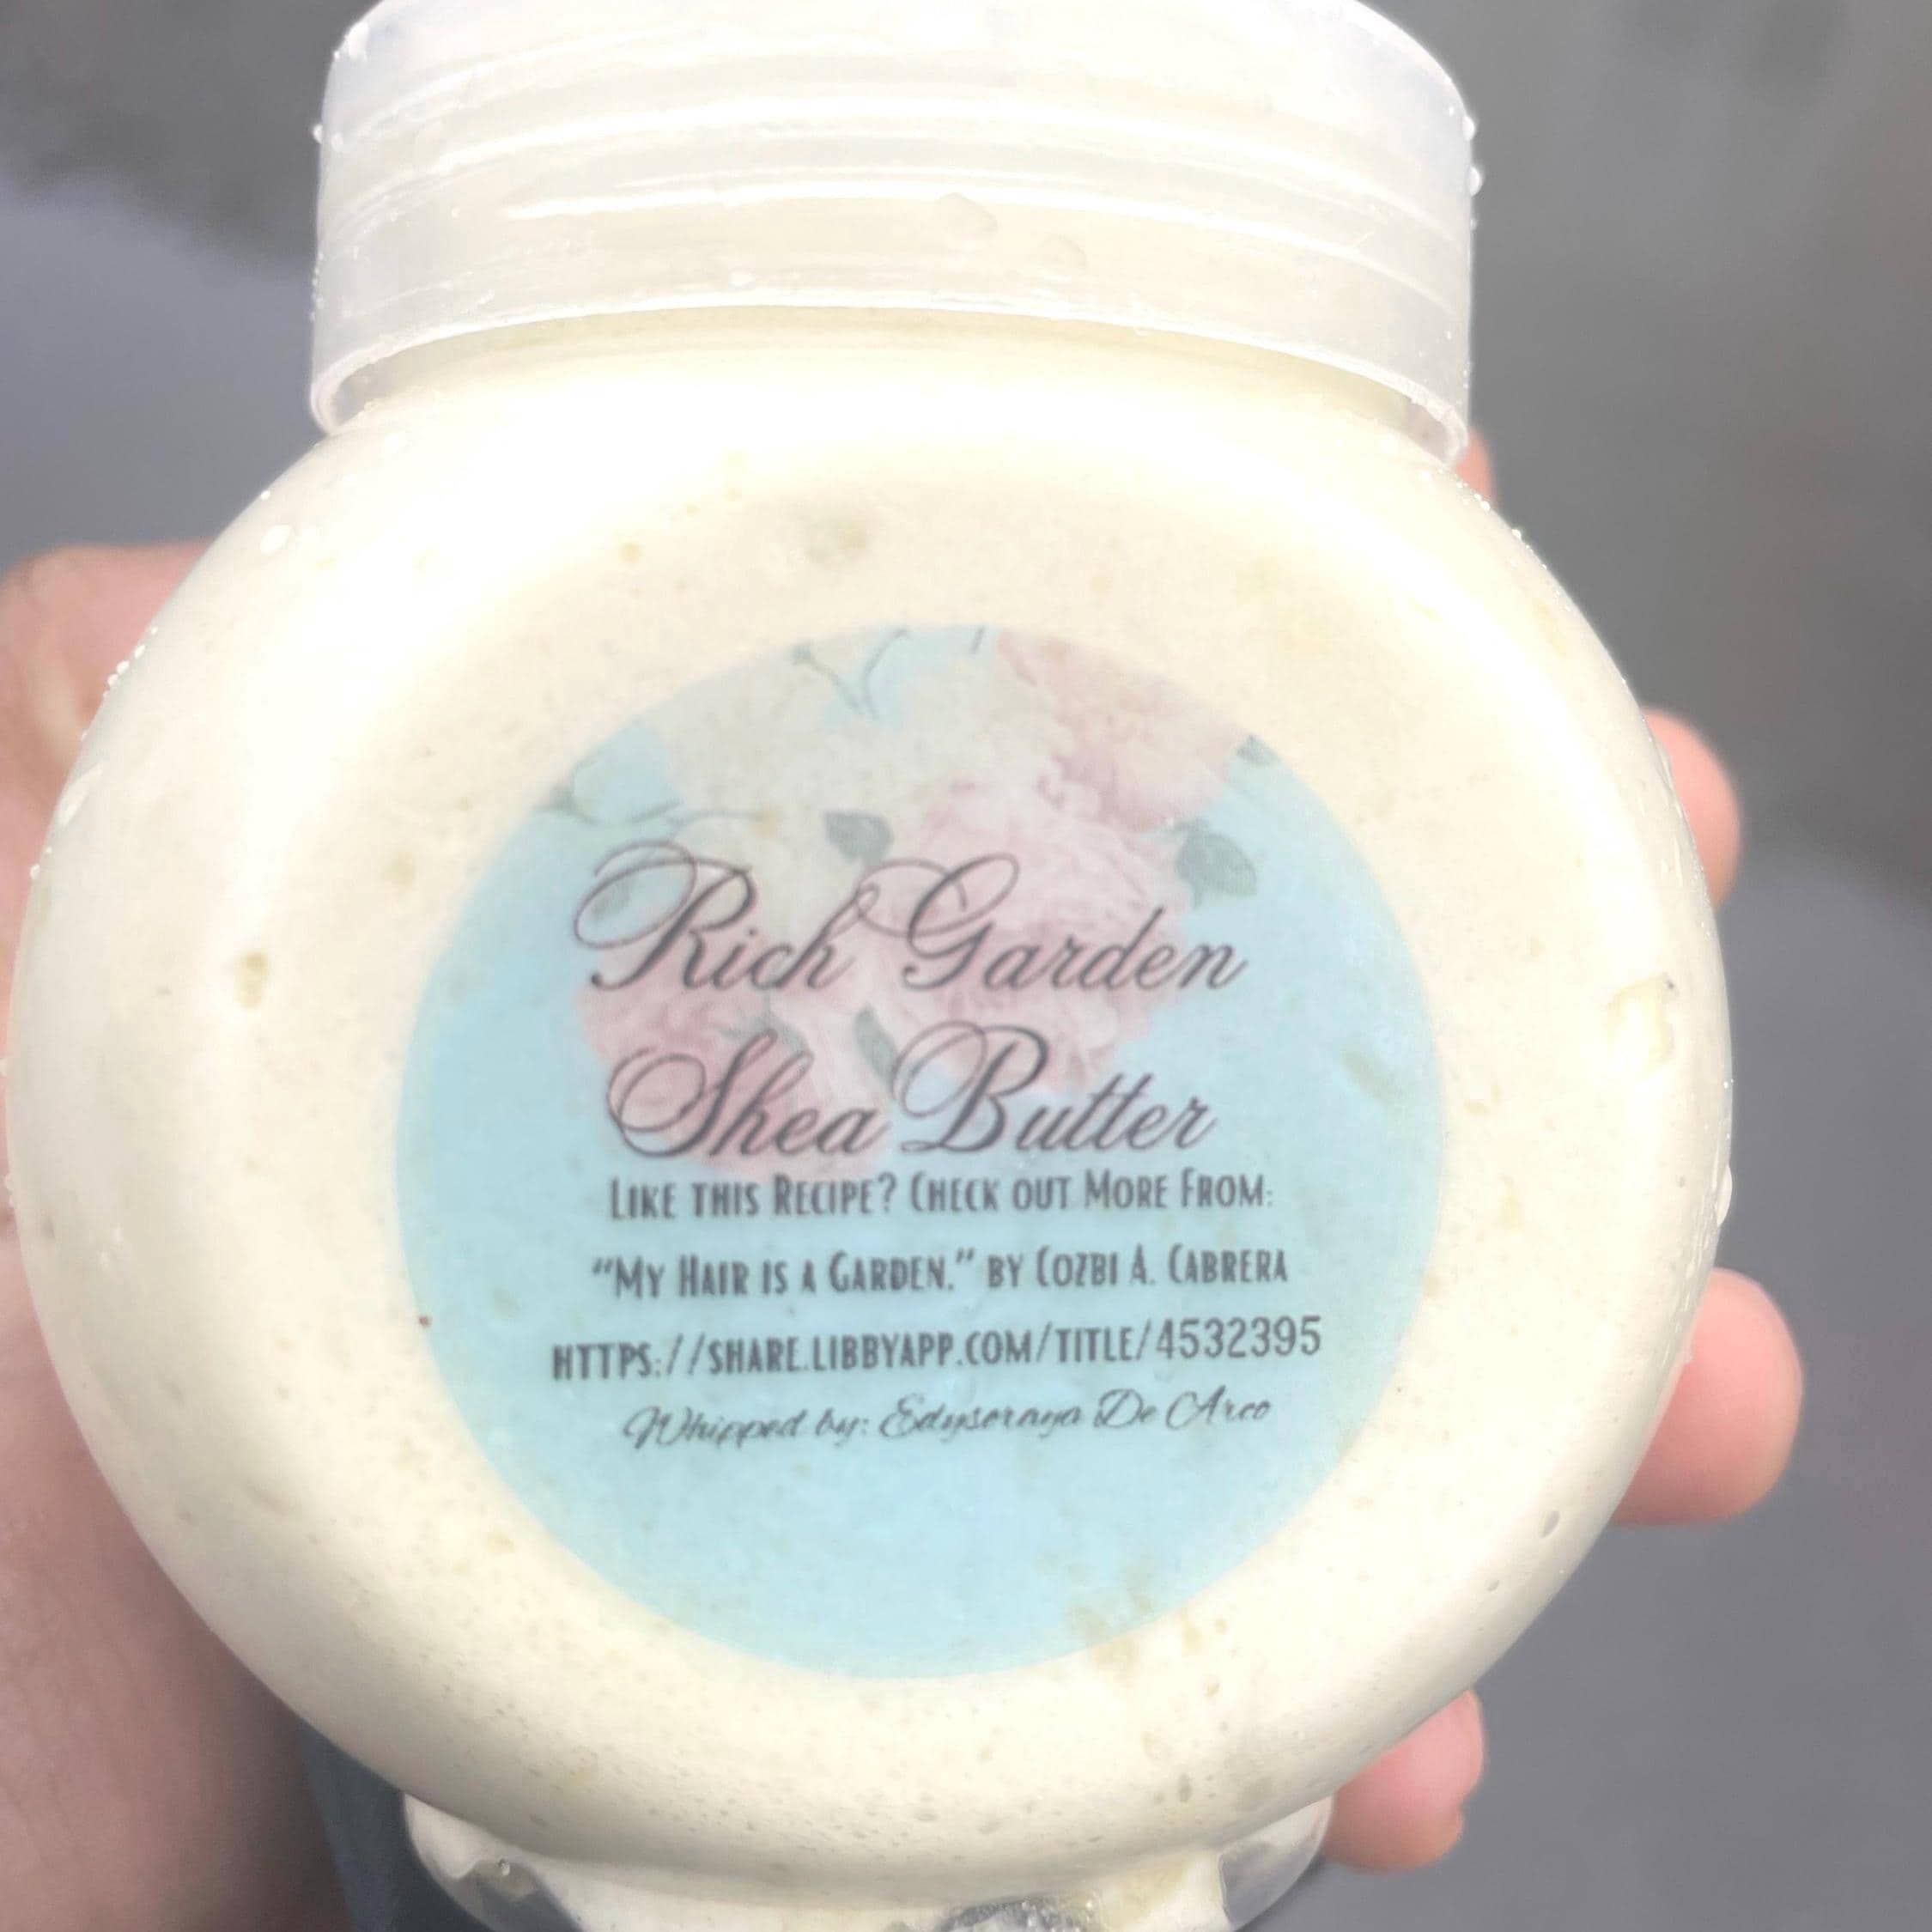 Rich Garden
Shea Butter
Like this Recipe? Check out More From:
"My Hair is a Garden." by Cozbi A. Cabrera
https://share.libbyapp.com/title/4532395
Whipped by: Edysoraya De Arco